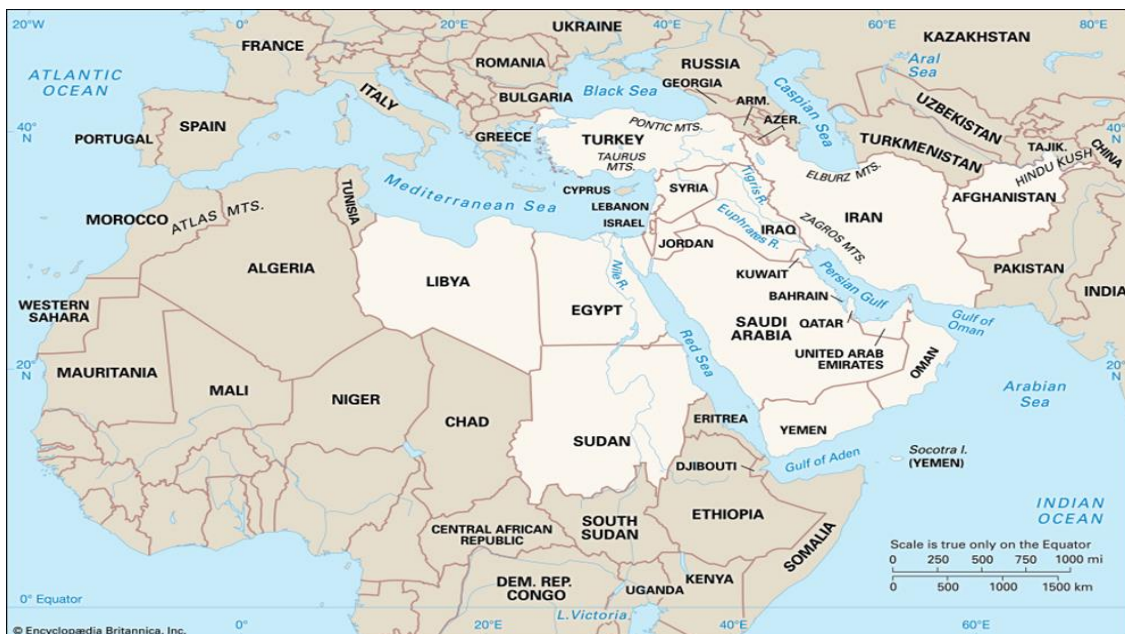 20°W
0°
20°E
40°E
60°E
80°E
UKRAINE
FRANCE
KAZAKHSTAN
ATLANTIC
OCEAN
ROMANIA
RUSSIA
Aral
Sea
GEORGIA
ITALY
BULGARIA
Black Sea
Caspian Sea
ARM.
UZBEKISTAN
40°
PORTUGAL
SPAIN
GREECE
TURKEY
PONTIC MTS.
AZER.
TURKMENISTAN
TAJIK.
CHINA
40°N
TAURUS
MTS.
ELBURZ MTS.
HINDU KUSH
Mediterranean Sea
CYPRUS
SYRIA
Tigris R.
AFGHANISTAN
MOROCCO
ATLAS MTS.
TUNISIA
LEBANON
ISRAEL
Euphrates R.
IRAQ
IRAN
ZAGROS MTS.
JORDAN
ALGERIA
LIBYA
Nile R.
KUWAIT
Persian Gulf
PAKISTAN
INDIA
WESTERN
SAHARA
EGYPT
BAHRAIN
SAUDI
ARABIA
QATAR
Gulf of
Oman
UNITED ARAB
EMIRATES
OMAN
Red Sea
20°
20°
MAURITANIA
MALI
NIGER
CHAD
Arabian
Sea
SUDAN
ERITREA
YEMEN
Socotra I.
(YEMEN)
DJIBOUTI
Gulf of Aden
CENTRAL AFRICAN
REPUBLIC
SOUTH
SUDAN
ETHIOPIA
SOMALIA
INDIAN
OCEAN
Scale is true only on the Equator
0 250 500 750 1000 mi
0 500 1000 1500 km
DEM. REP.
CONGO
UGANDA
KENYA
0° Equator
L. Victoria
© Encyclopædia Britannica, Inc.
0°
20°E
40°E
60°E